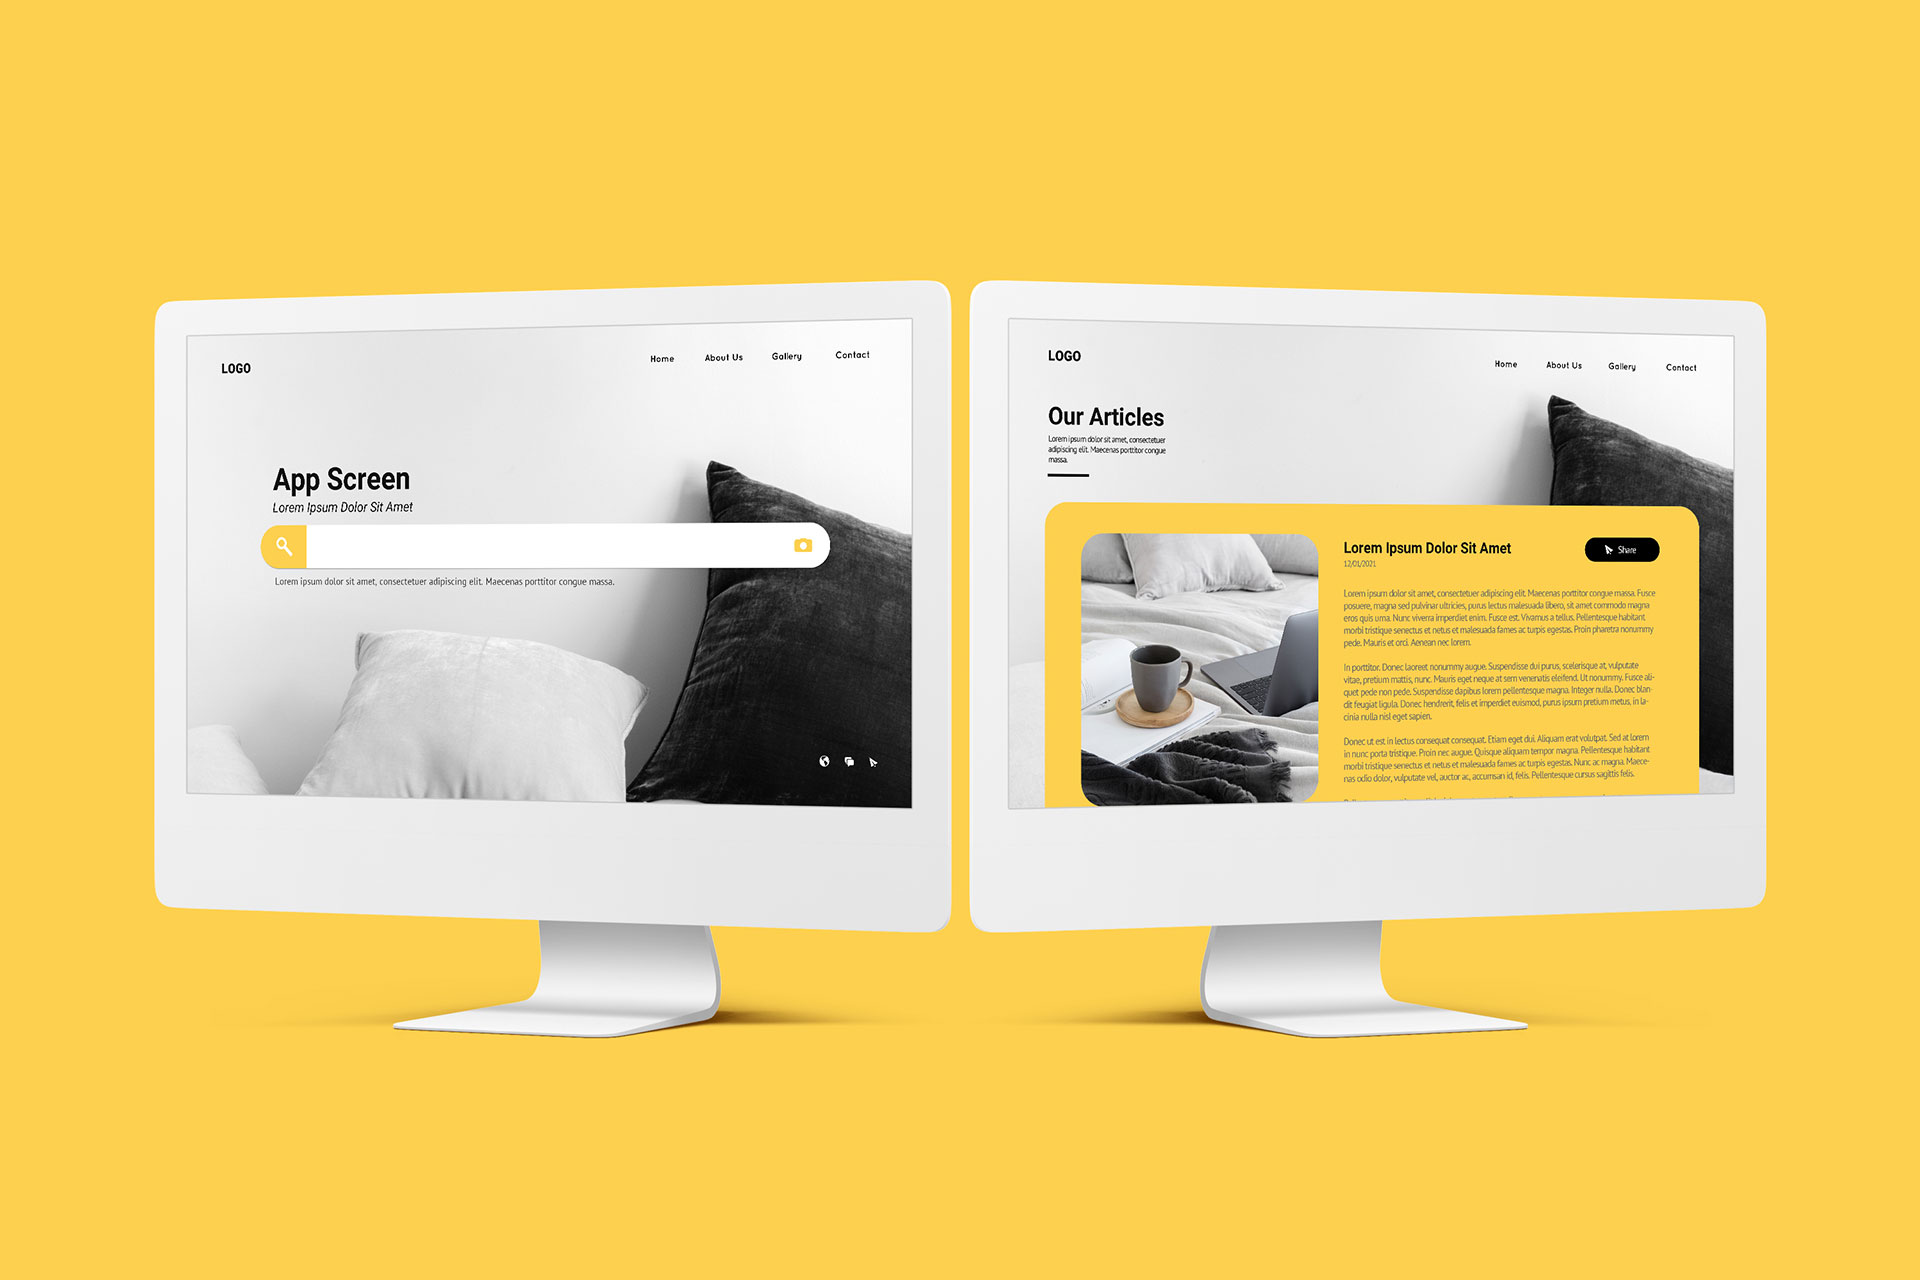 LOGO
Home About Us Gallery Contact
App Screen
Lorem Ipsum Dolor Sit Amet
Lorem ipsum dolor sit amet, consectetuer adipiscing elit. Maecenas porttitor congue massa.
LOGO
Home About Us Gallery Contact
Our Articles
Lorem ipsum dolor sit amet, consectetuer
adipiscing elit. Maecenas porttitor congue
massa.
Lorem Ipsum Dolor Sit Amet
12/01/2021
Share
Lorem ipsum dolor sit amet, consectetuer adipiscing elit. Maecenas porttitor congue massa. Fusce
posuere, magna sed pulvinar ultricies, purus lectus malesuada libero, sit amet commodo magna
eros quis urna. Nunc viverra imperdiet enim. Fusce est. Vivamus a tellus. Pellentesque habitant
morbi tristique senectus et netus et malesuada fames ac turpis egestas. Proin pharetra nonummy
pede. Mauris et orci. Aenean nec lorem.
In porttitor. Donec laoreet nonummy augue. Suspendisse dui purus, scelerisque at, vulputate
vitae, pretium mattis, nunc. Mauris eget neque at sem venenatis eleifend. Ut nonummy. Fusce ali-
quet pede non pede. Suspendisse dapibus lorem pellentesque magna. Integer nulla. Donec blan-
dit feugiat ligula. Donec hendrerit, felis et imperdiet euismod, purus ipsum pretium metus, in la-
cinia nulla nisl eget sapien.
Donec ut est in lectus consequat consequat. Etiam eget dui. Aliquam erat volutpat. Sed at lorem
in nunc porta tristique. Proin nec augue. Quisque aliquam tempor magna. Pellentesque habitant
morbi tristique senectus et netus et malesuada fames ac turpis egestas. Nunc ac magna. Maece-
nas odio dolor, vulputate vel, auctor ac, accumsan id, felis. Pellentesque cursus sagittis felis.